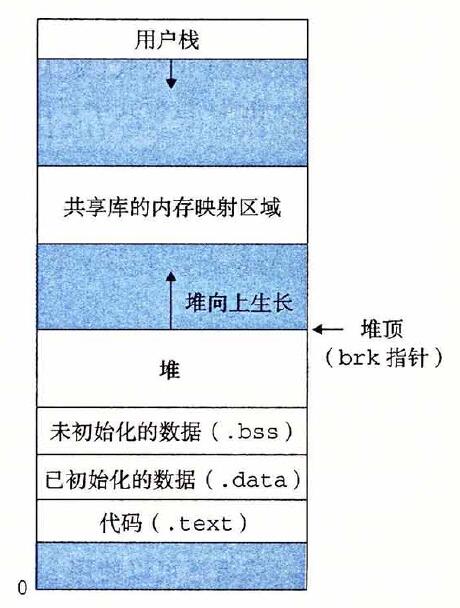 用户栈
共享库的内存映射区域
堆向上生长
堆顶
（brk 指针）
堆
未初始化的数据（.bss）
已初始化的数据（.data）
代码（.text）
0